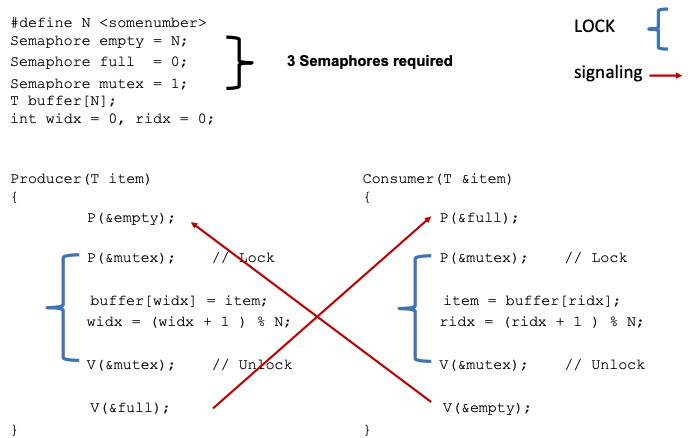 #define N <somenumber>
Semaphore empty = N;
Semaphore full  = 0;
Semaphore mutex = 1;
T buffer[N];
int widx = 0, ridx = 0;
3 Semaphores required
LOCK
signaling
Producer(T item)
{
P(&empty);
P(&mutex);    // Lock
buffer[widx] = item;
widx = (widx + 1 ) % N;
V(&mutex);    // Unlock
V(&full);
}
Consumer(T &item)
{
P(&full);
P(&mutex);    // Lock
item = buffer[ridx];
ridx = (ridx + 1 ) % N;
V(&mutex);    // Unlock
V(&empty);
}